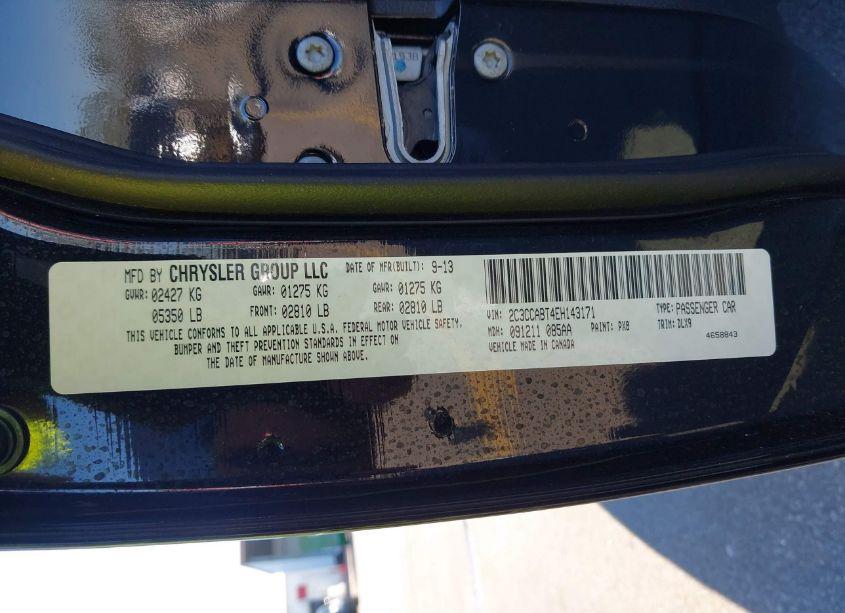 MFD BY CHRYSLER GROUP LLC DATE OF MFR(BUILT): 9-13
GVWR: 02427 KG GAWR: 01275 KG GAWR: 01275 KG
05350 LB FRONT: 02810 LB REAR: 02810 LB
THIS VEHICLE CONFORMS TO ALL APPLICABLE U.S.A. FEDERAL MOTOR VEHICLE SAFETY,
BUMPER AND THEFT PREVENTION STANDARDS IN EFFECT ON
THE DATE OF MANUFACTURE SHOWN ABOVE.
VIN: 2C3CCABT4EH143171 TYPE: PASSENGER CAR
MDH: 091211 085AA PAINT: PX8 TRIM: DLX9
VEHICLE MADE IN CANADA 4658843